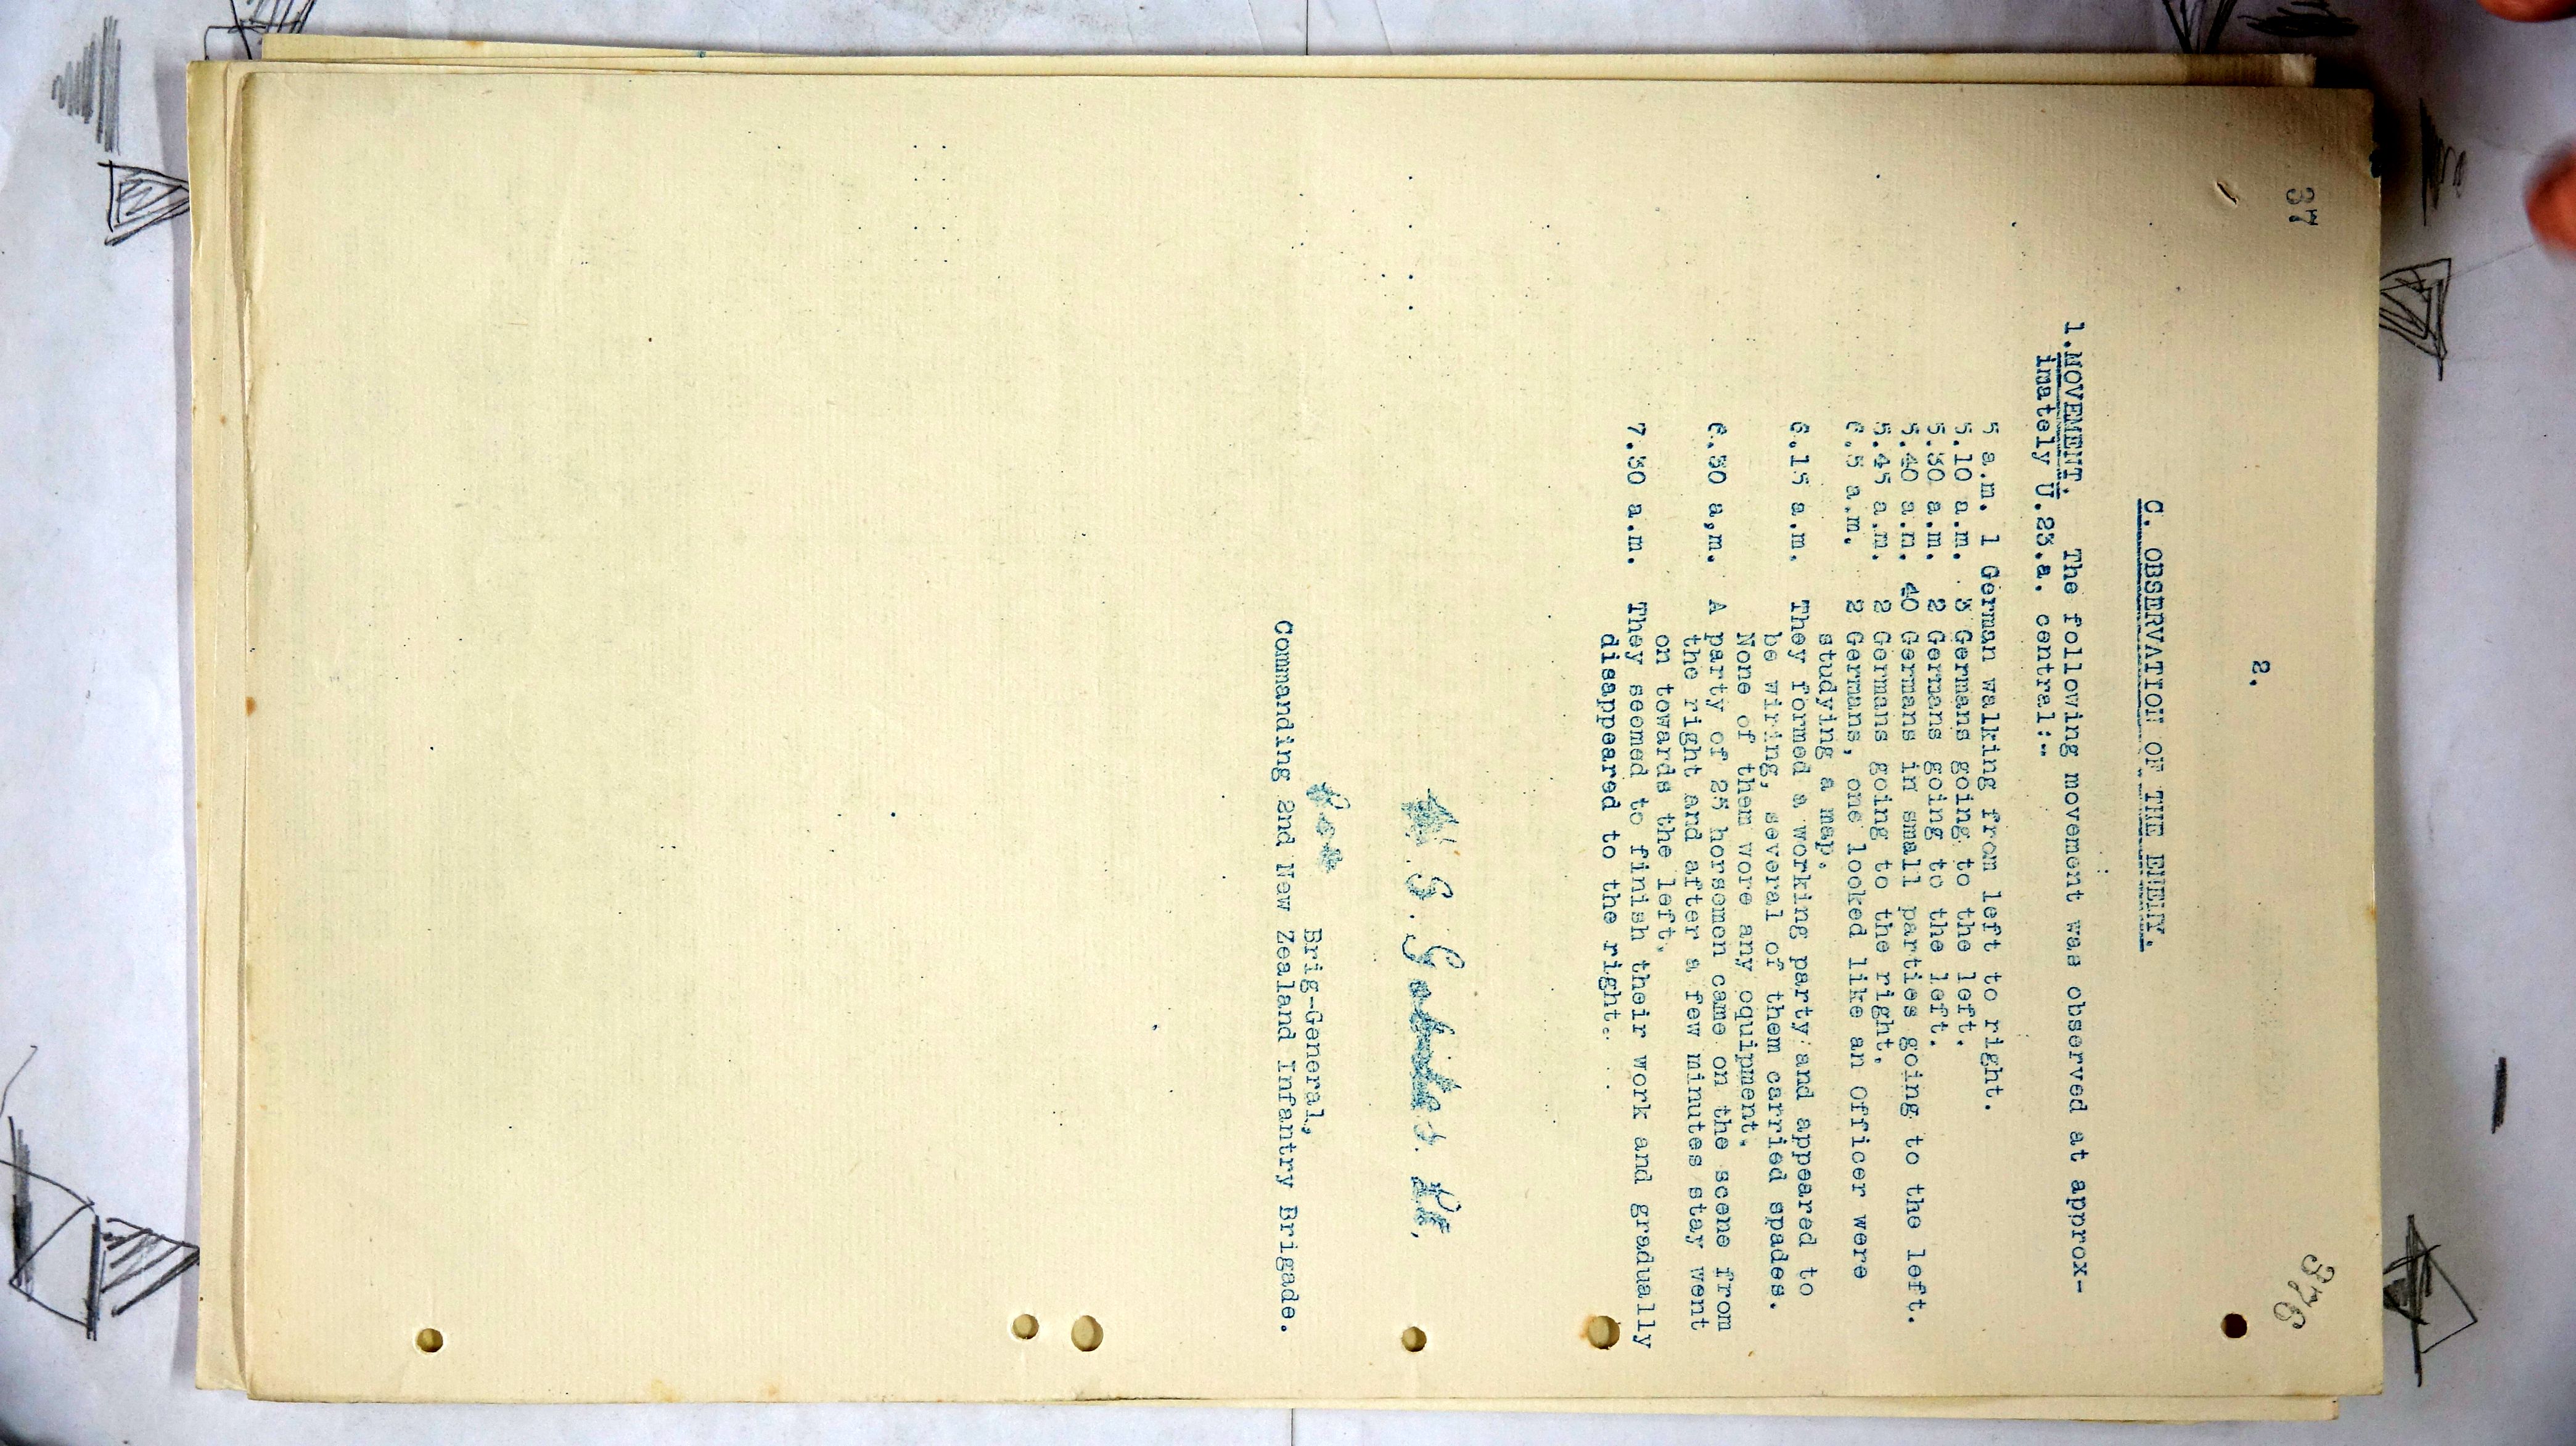 37
376
2.
C. OBSERVATION OF THE ENEMY.
1.MOVEMENT. The following movement was observed at approx-
imately U.23.a. central:-
5 a.m. 1 German walking from left to right.
5.10 a.m. 3 Germans going to the left.
5.30 a.m. 2 Germans going to the left.
5.40 a.m. 40 Germans in small parties going to the left.
5.45 a.m. 2 Germans going to the right.
6.5 a.m. 2 Germans, one looked like an Officer were
studying a map.
6.15 a.m. They formed a working party and appeared to
be wiring, several of them carried spades.
None of them wore any equipment.
6.30 a,m. A party of 25 horsemen came on the scene from
the right and after a few minutes stay went
on towards the left.
7.30 a.m. They seemed to finish their work and gradually
disappeared to the right.
S. G. Lt.
for
Brig-General,
Commanding 2nd New Zealand Infantry Brigade.